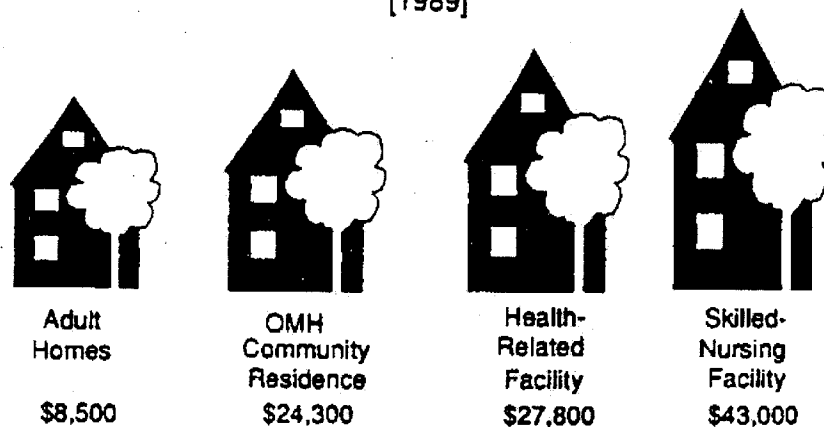 [1989]
Adult
Homes
$8,500
OMH
Community
Residence
$24,300
Health-
Related
Facility
$27,800
Skilled-
Nursing
Facility
$43,000